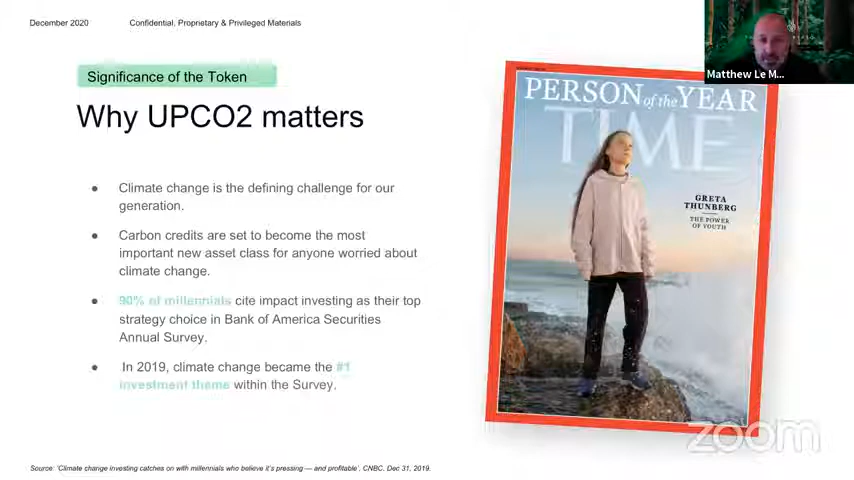 December 2020
Confidential, Proprietary & Privileged Materials
Matthew Le M...
Significance of the Token
Why UPCO2 matters
● Climate change is the defining challenge for our
generation.
● Carbon credits are set to become the most
important new asset class for anyone worried about
climate change.
● 90% of millennials cite impact investing as their top
strategy choice in Bank of America Securities
Annual Survey.
● In 2019, climate change became the #1
investment theme within the Survey.
PERSON of the YEAR
TIME
GRETA
THUNBERG
THE POWER
OF YOUTH
zoom
Source: 'Climate change investing catches on with millennials who believe it's pressing — and profitable', CNBC. Dec 31, 2019.